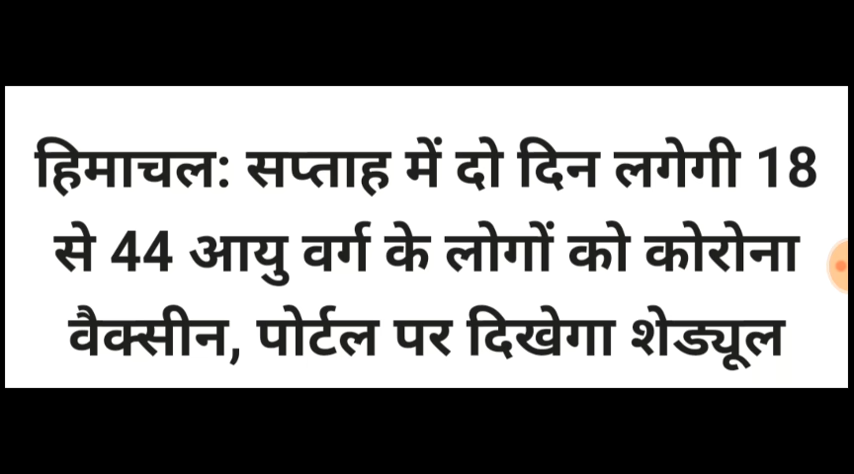 हिमाचल: सप्ताह में दो दिन लगेगी 18
से 44 आयु वर्ग के लोगों को कोरोना
वैक्सीन, पोर्टल पर दिखेगा शेड्यूल